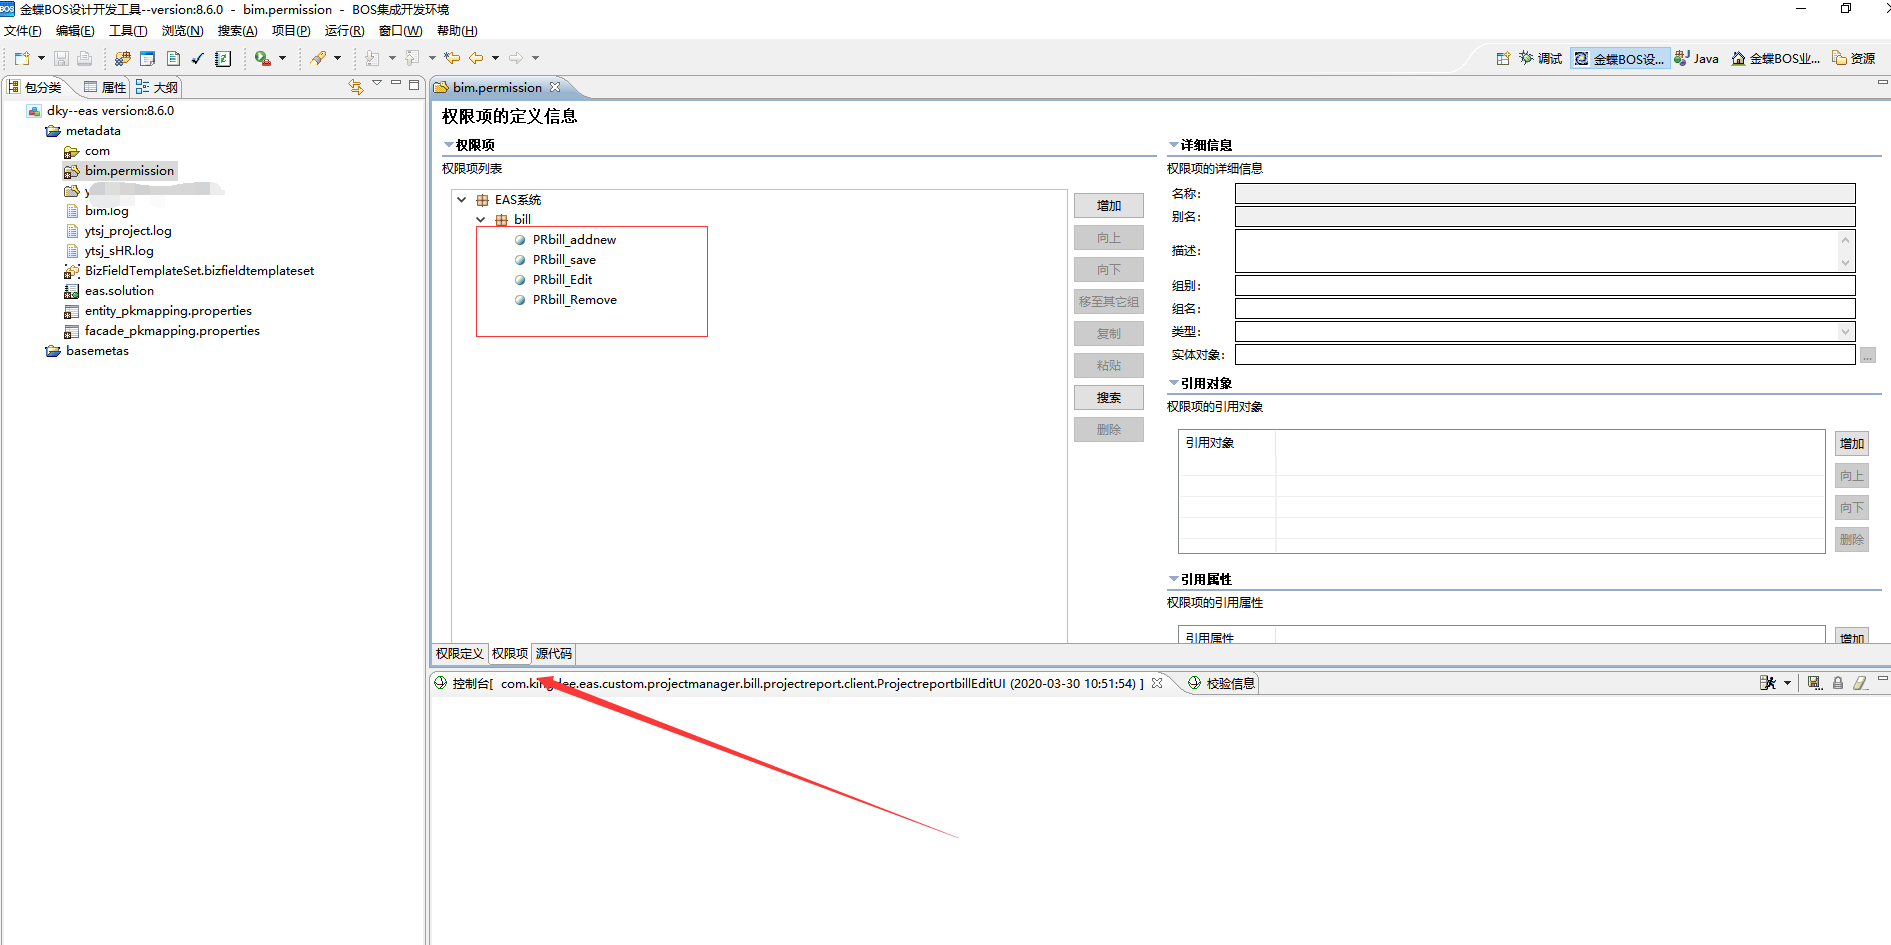 金蝶BOS设计开发工具--version:8.6.0 - bim.permission - BOS集成开发环境
文件(F) 编辑(E) 工具(T) 浏览(N) 搜索(A) 项目(P) 运行(R) 窗口(W) 帮助(H)
调试 金蝶BOS设... Java 金蝶BOS业... 资源
包分类 属性 大纲
dky--eas version:8.6.0
metadata
com
bim.permission
y
bim.log
ytsj_project.log
ytsj_sHR.log
BizFieldTemplateSet.bizfieldtemplateset
eas.solution
entity_pkmapping.properties
facade_pkmapping.properties
basemetas
bim.permission
权限项的定义信息
权限项
权限项列表
EAS系统
bill
PRbill_addnew
PRbill_save
PRbill_Edit
PRbill_Remove
增加
向上
向下
移至其它组
复制
粘贴
搜索
删除
详细信息
权限项的详细信息
名称:
别名:
描述:
组别:
组名:
类型:
实体对象:
...
引用对象
权限项的引用对象
引用对象
增加
向上
向下
删除
引用属性
权限项的引用属性
引用属性
增加
权限定义 权限项 源代码
控制台[ com.kingdee.eas.custom.projectmanager.bill.projectreport.client.ProjectreportbillEditUI (2020-03-30 10:51:54) ] 校验信息